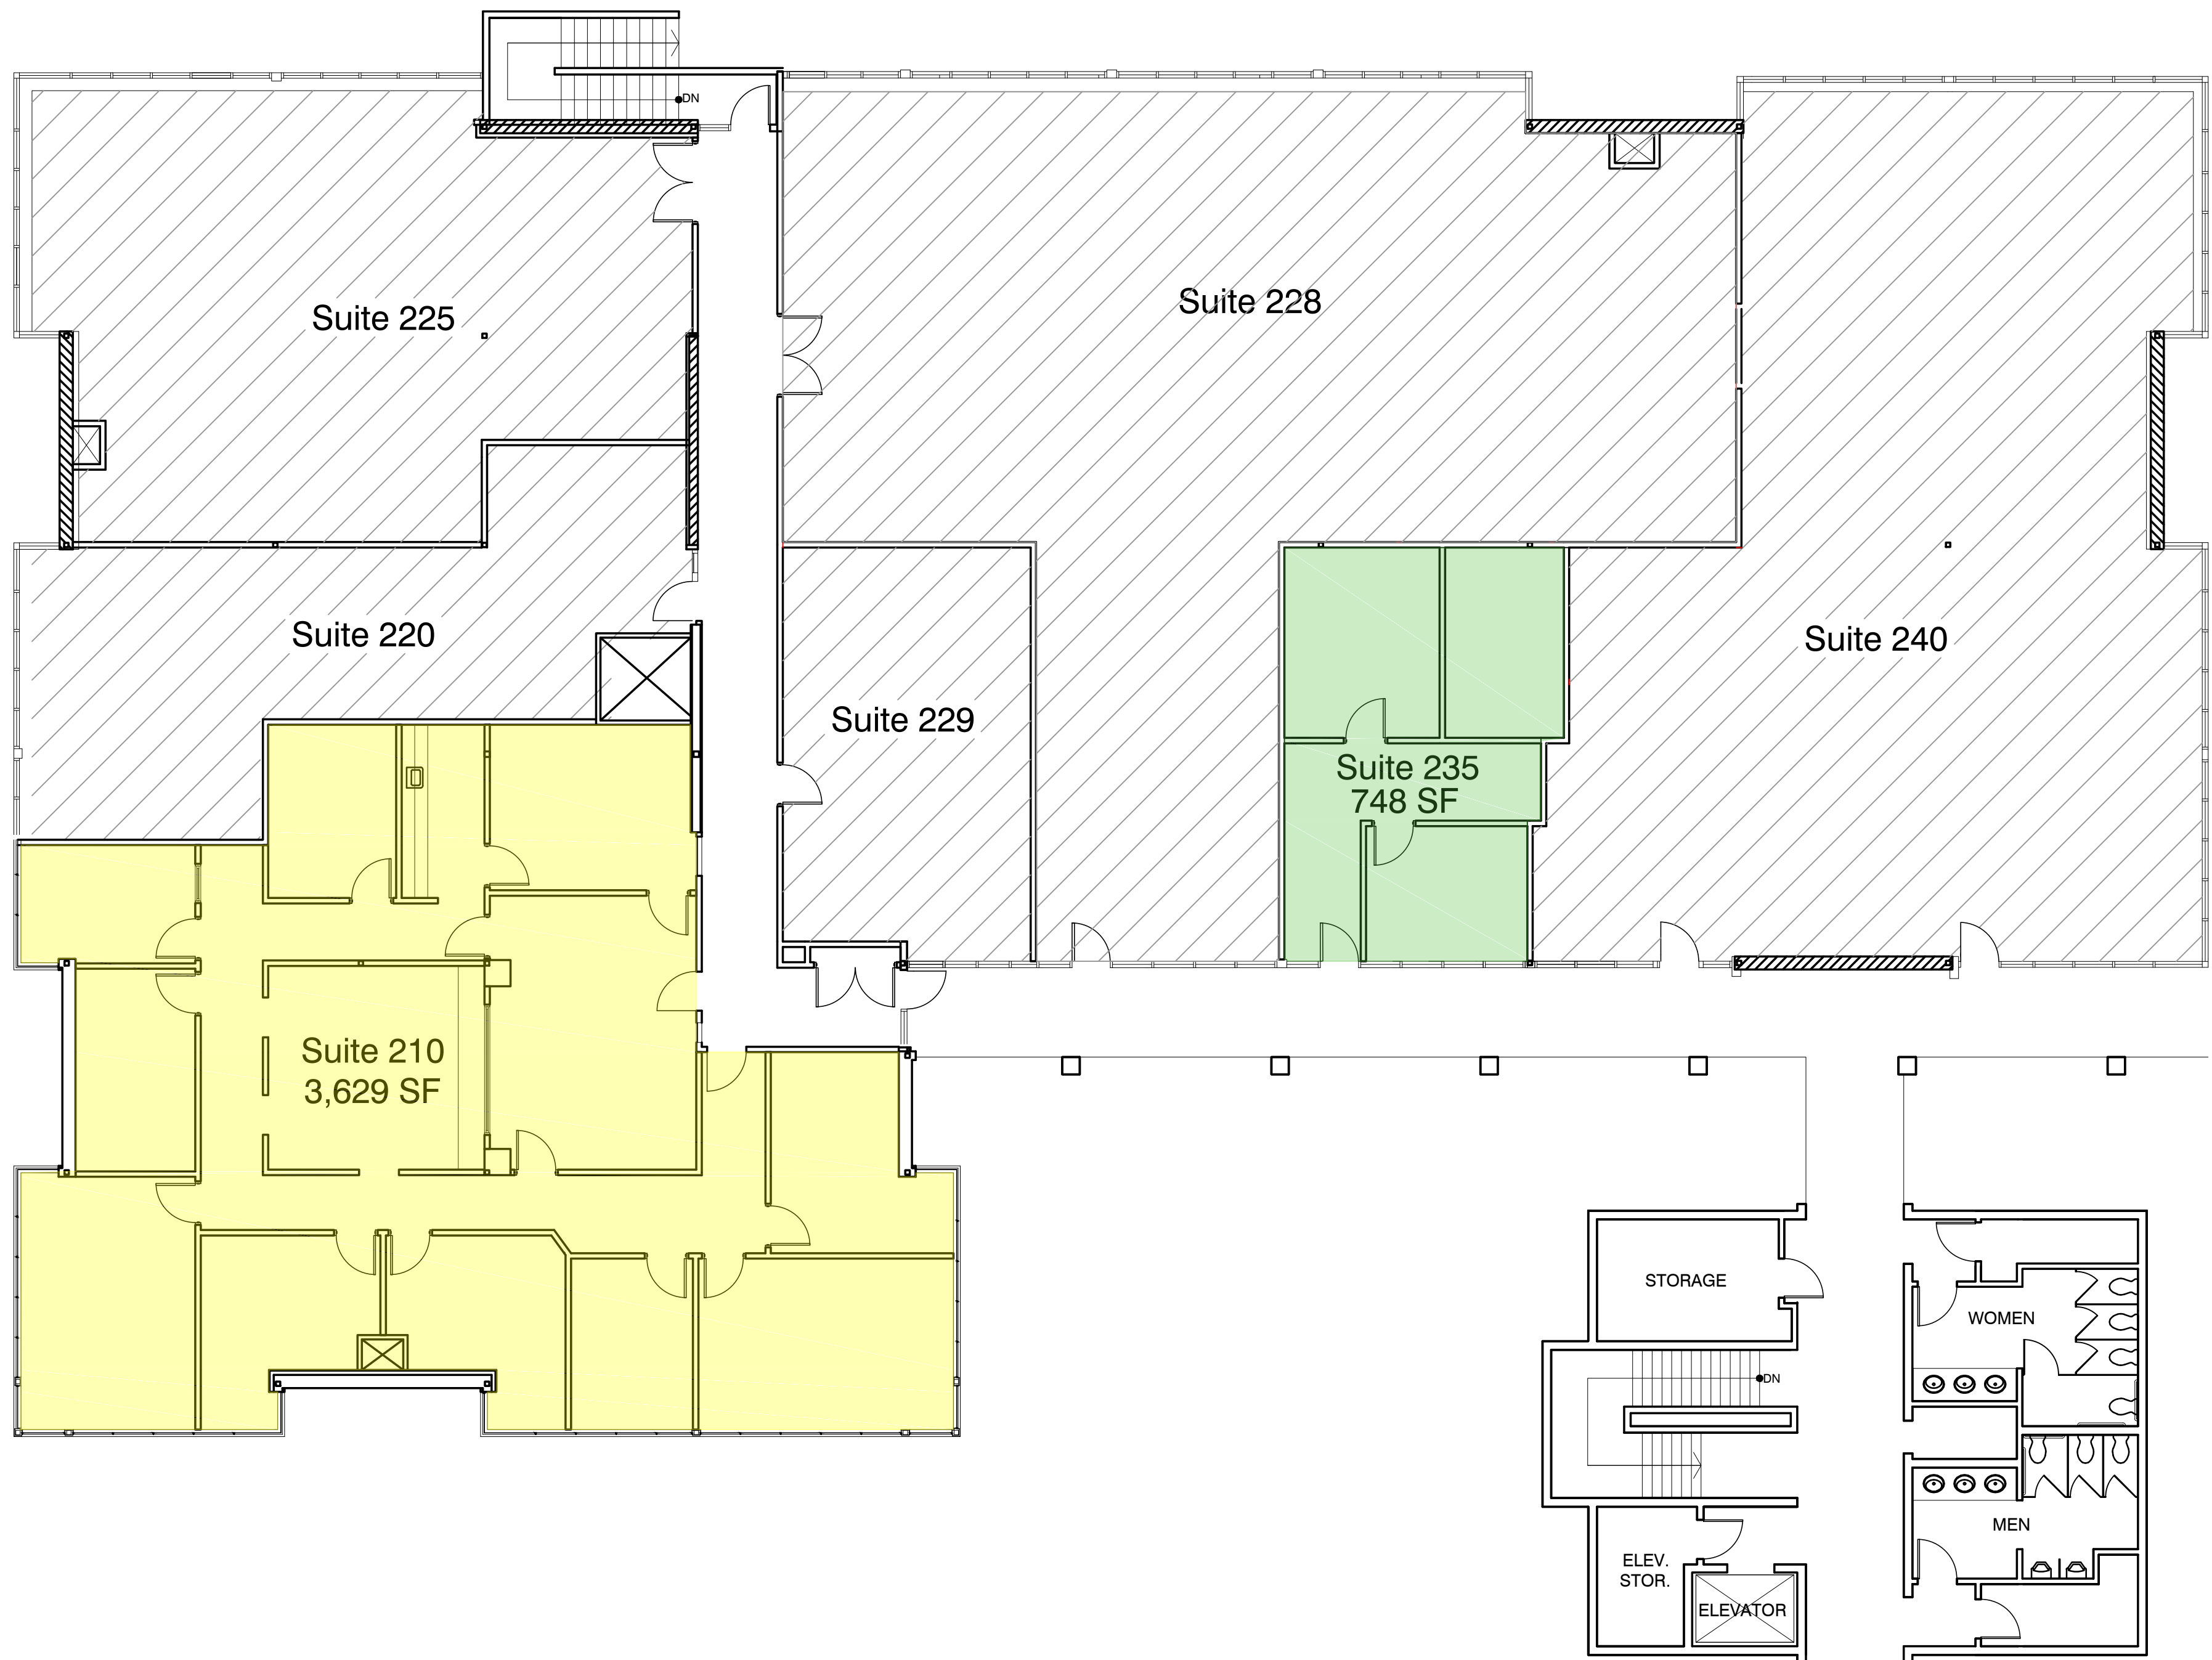 DN
Suite 225
Suite 228
Suite 220
Suite 240
Suite 229
Suite 235
748 SF
Suite 210
3,629 SF
STORAGE
WOMEN
DN
MEN
ELEV.
STOR.
ELEVATOR